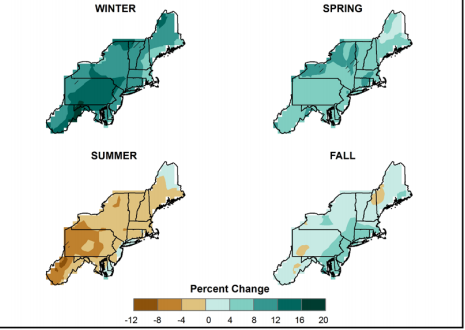 WINTER SPRING
SUMMER FALL
Percent Change
-12 -8 -4 0 4 8 12 16 20